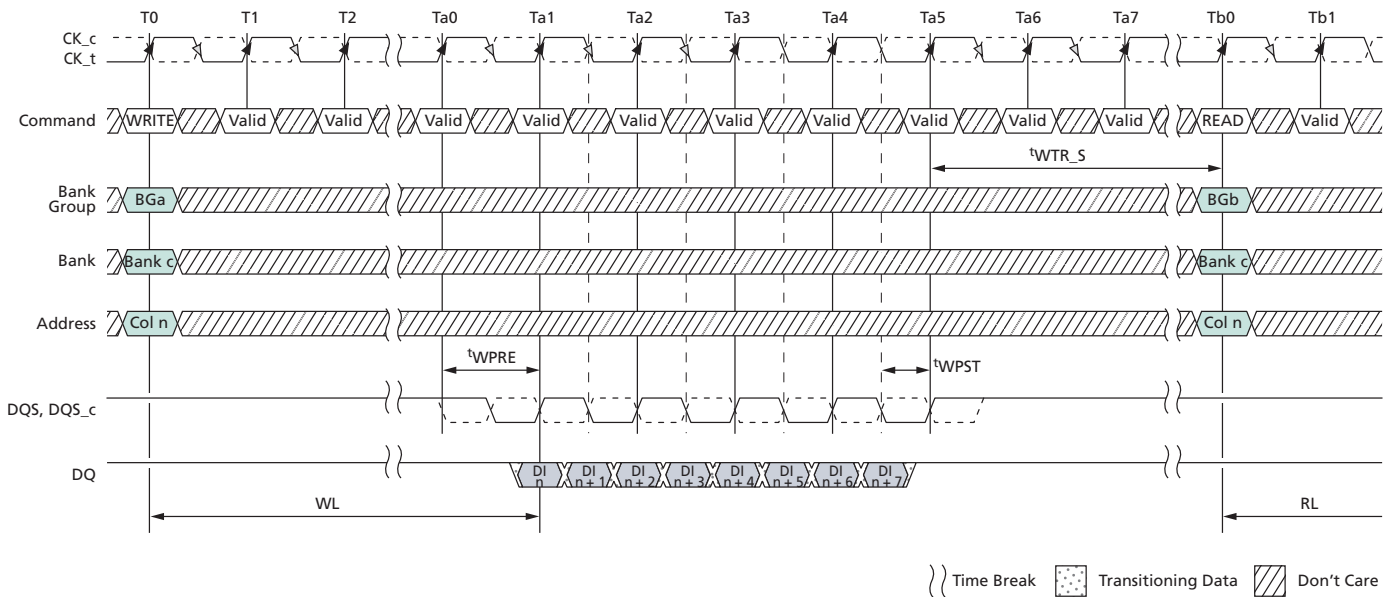 T0 T1 T2 Ta0 Ta1 Ta2 Ta3 Ta4 Ta5 Ta6 Ta7 Tb0 Tb1
CK_c
CK_t
Command WRITE Valid Valid Valid Valid Valid Valid Valid Valid Valid Valid READ Valid
tWTR_S
Bank
Group
BGa BGb
Bank Bank c Bank c
Address Col n Col n
tWPRE tWPST
DQS, DQS_c
DQ
DI DI DI DI DI DI DI DI
n n + 1 n + 2 n + 3 n + 4 n + 5 n + 6 n + 7
WL RL
Time Break Transitioning Data Don't Care